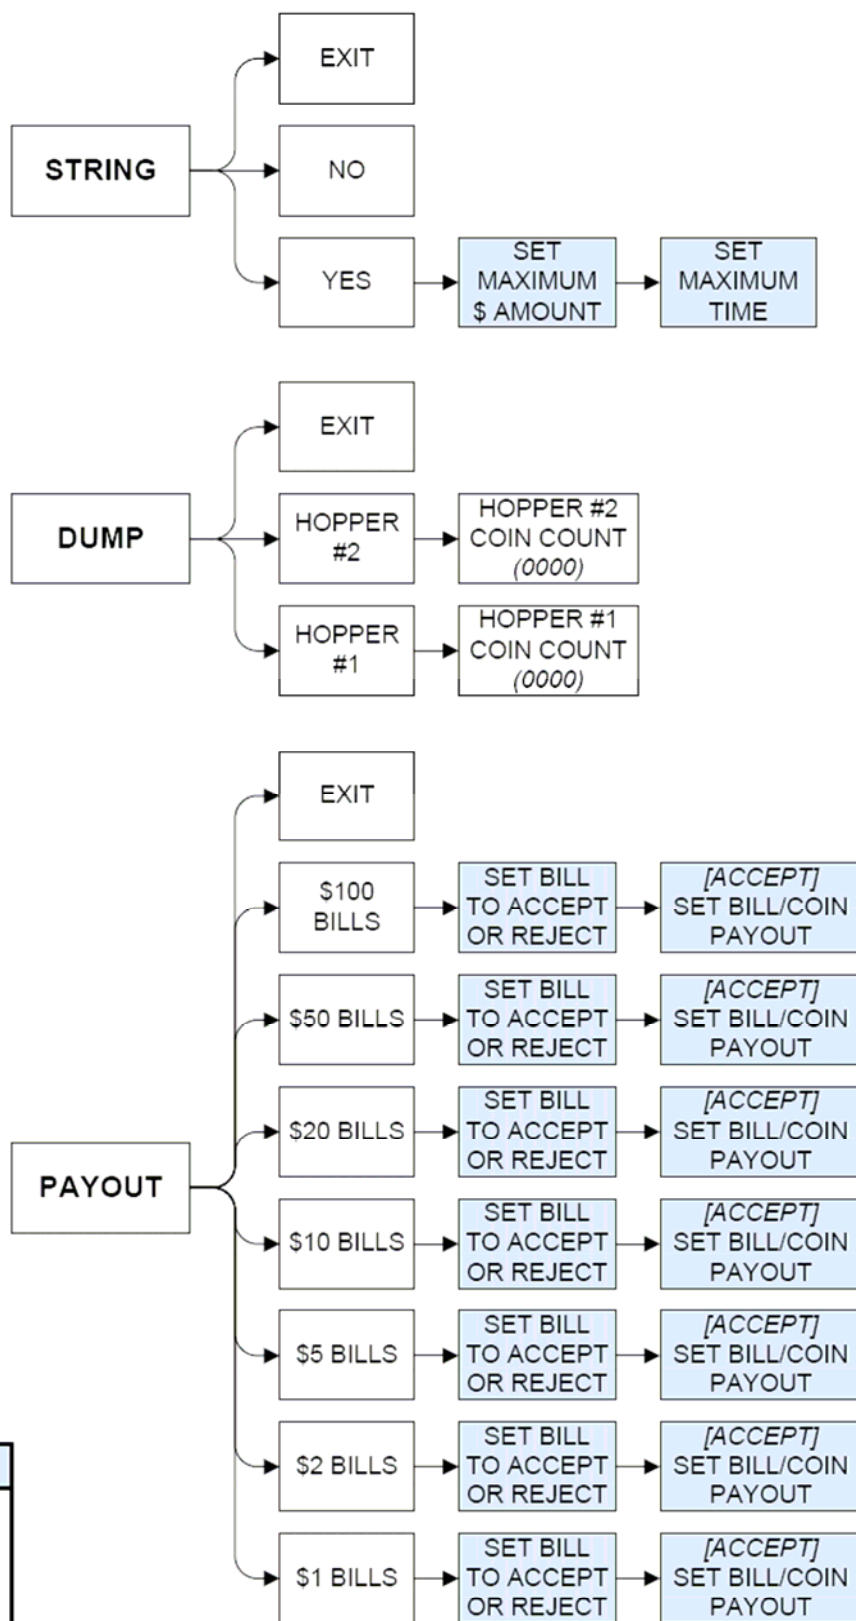 EXIT
STRING
NO
YES
SET
MAXIMUM
$ AMOUNT
SET
MAXIMUM
TIME
EXIT
DUMP
HOPPER
#2
HOPPER #2
COIN COUNT
(0000)
HOPPER
#1
HOPPER #1
COIN COUNT
(0000)
EXIT
$100
BILLS
SET BILL
TO ACCEPT
OR REJECT
[ACCEPT]
SET BILL/COIN
PAYOUT
$50 BILLS
SET BILL
TO ACCEPT
OR REJECT
[ACCEPT]
SET BILL/COIN
PAYOUT
$20 BILLS
SET BILL
TO ACCEPT
OR REJECT
[ACCEPT]
SET BILL/COIN
PAYOUT
PAYOUT
$10 BILLS
SET BILL
TO ACCEPT
OR REJECT
[ACCEPT]
SET BILL/COIN
PAYOUT
$5 BILLS
SET BILL
TO ACCEPT
OR REJECT
[ACCEPT]
SET BILL/COIN
PAYOUT
$2 BILLS
SET BILL
TO ACCEPT
OR REJECT
[ACCEPT]
SET BILL/COIN
PAYOUT
$1 BILLS
SET BILL
TO ACCEPT
OR REJECT
[ACCEPT]
SET BILL/COIN
PAYOUT